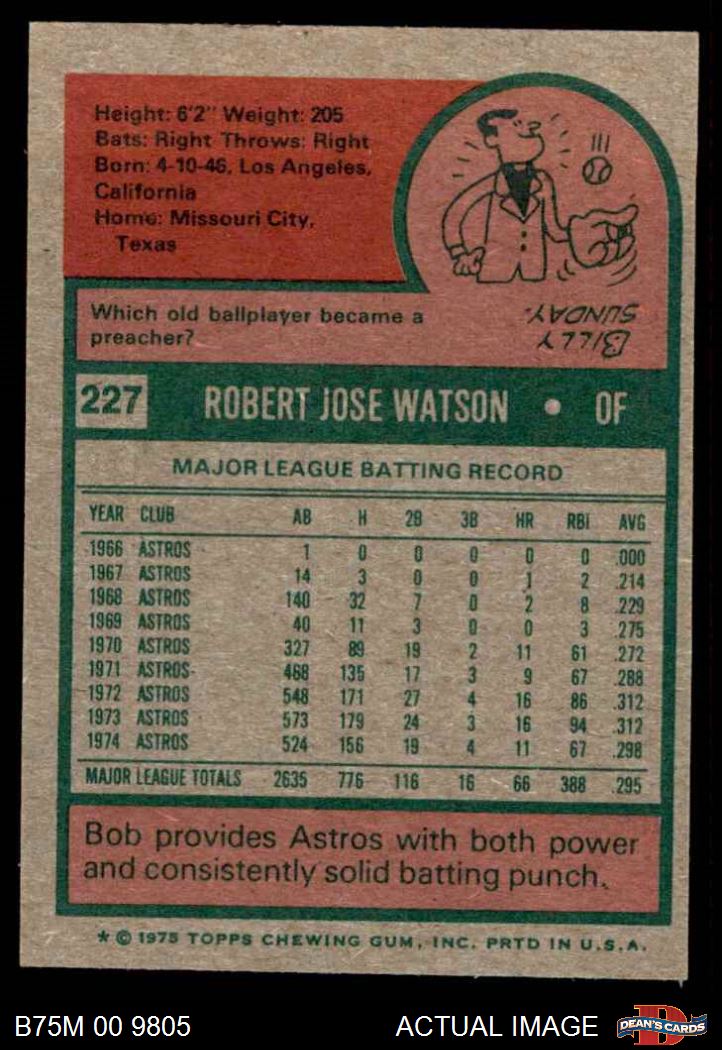 Height: 6'2" Weight: 205
Bats: Right Throws: Right
Born: 4-10-46, Los Angeles,
California
Home: Missouri City,
Texas
Which old ballplayer became a
preacher?
BILLY
SUNDAY.
227 ROBERT JOSE WATSON • OF
MAJOR LEAGUE BATTING RECORD
YEAR CLUB AB H 2B 3B HR RBI AVG
1966 ASTROS 1 0 0 0 0 0 .000
1967 ASTROS 14 3 0 0 1 2 .214
1968 ASTROS 140 32 7 0 2 8 .229
1969 ASTROS 40 11 3 0 0 3 .275
1970 ASTROS 327 89 19 2 11 61 .272
1971 ASTROS 468 135 17 3 9 67 .288
1972 ASTROS 548 171 27 4 16 86 .312
1973 ASTROS 573 179 24 3 16 94 .312
1974 ASTROS 524 156 19 4 11 67 .298
MAJOR LEAGUE TOTALS 2635 776 116 16 66 388 .295
Bob provides Astros with both power
and consistently solid batting punch.
* © 1975 TOPPS CHEWING GUM, INC. PRTD IN U.S.A.
B75M 00 9805 ACTUAL IMAGE
D
DEAN'S CARDS